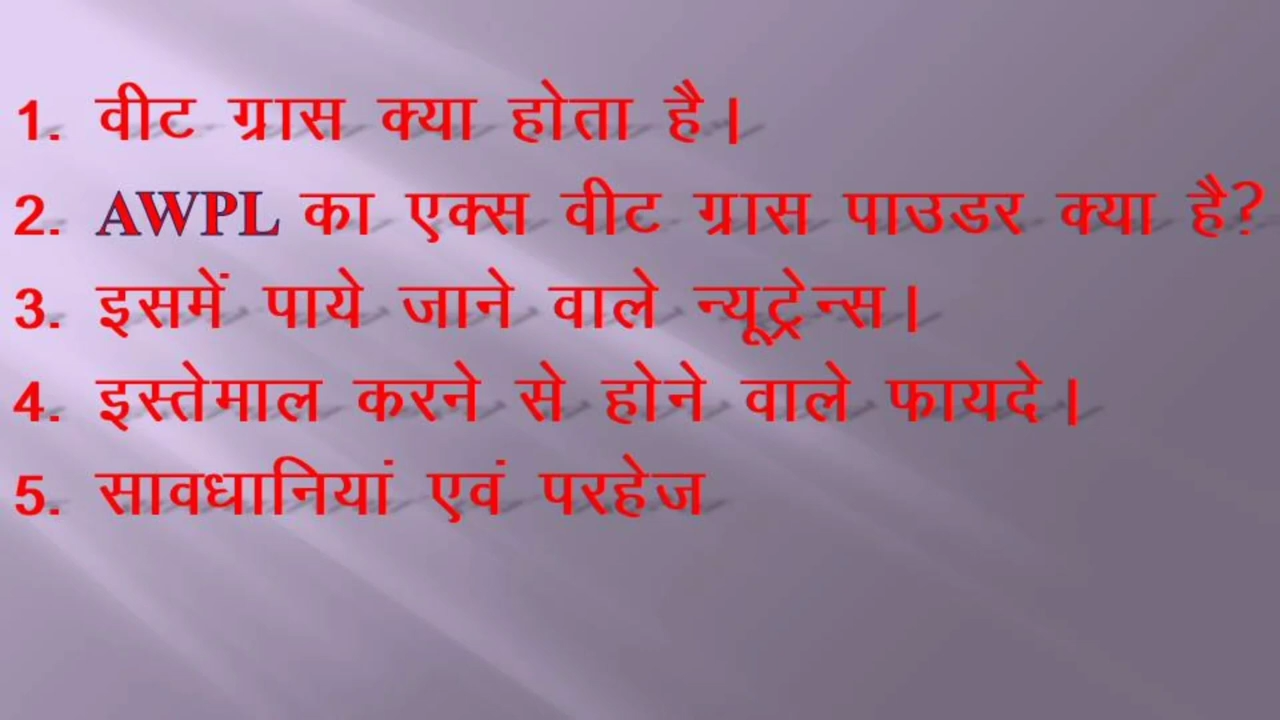 1. वीट ग्रास क्या होता है।
2. AWPL का एक्स वीट ग्रास पाउडर क्या है?
3. इसमें पाये जाने वाले न्यूट्रेन्स।
4. इस्तेमाल करने से होने वाले फायदे।
5. सावधानियां एवं परहेज